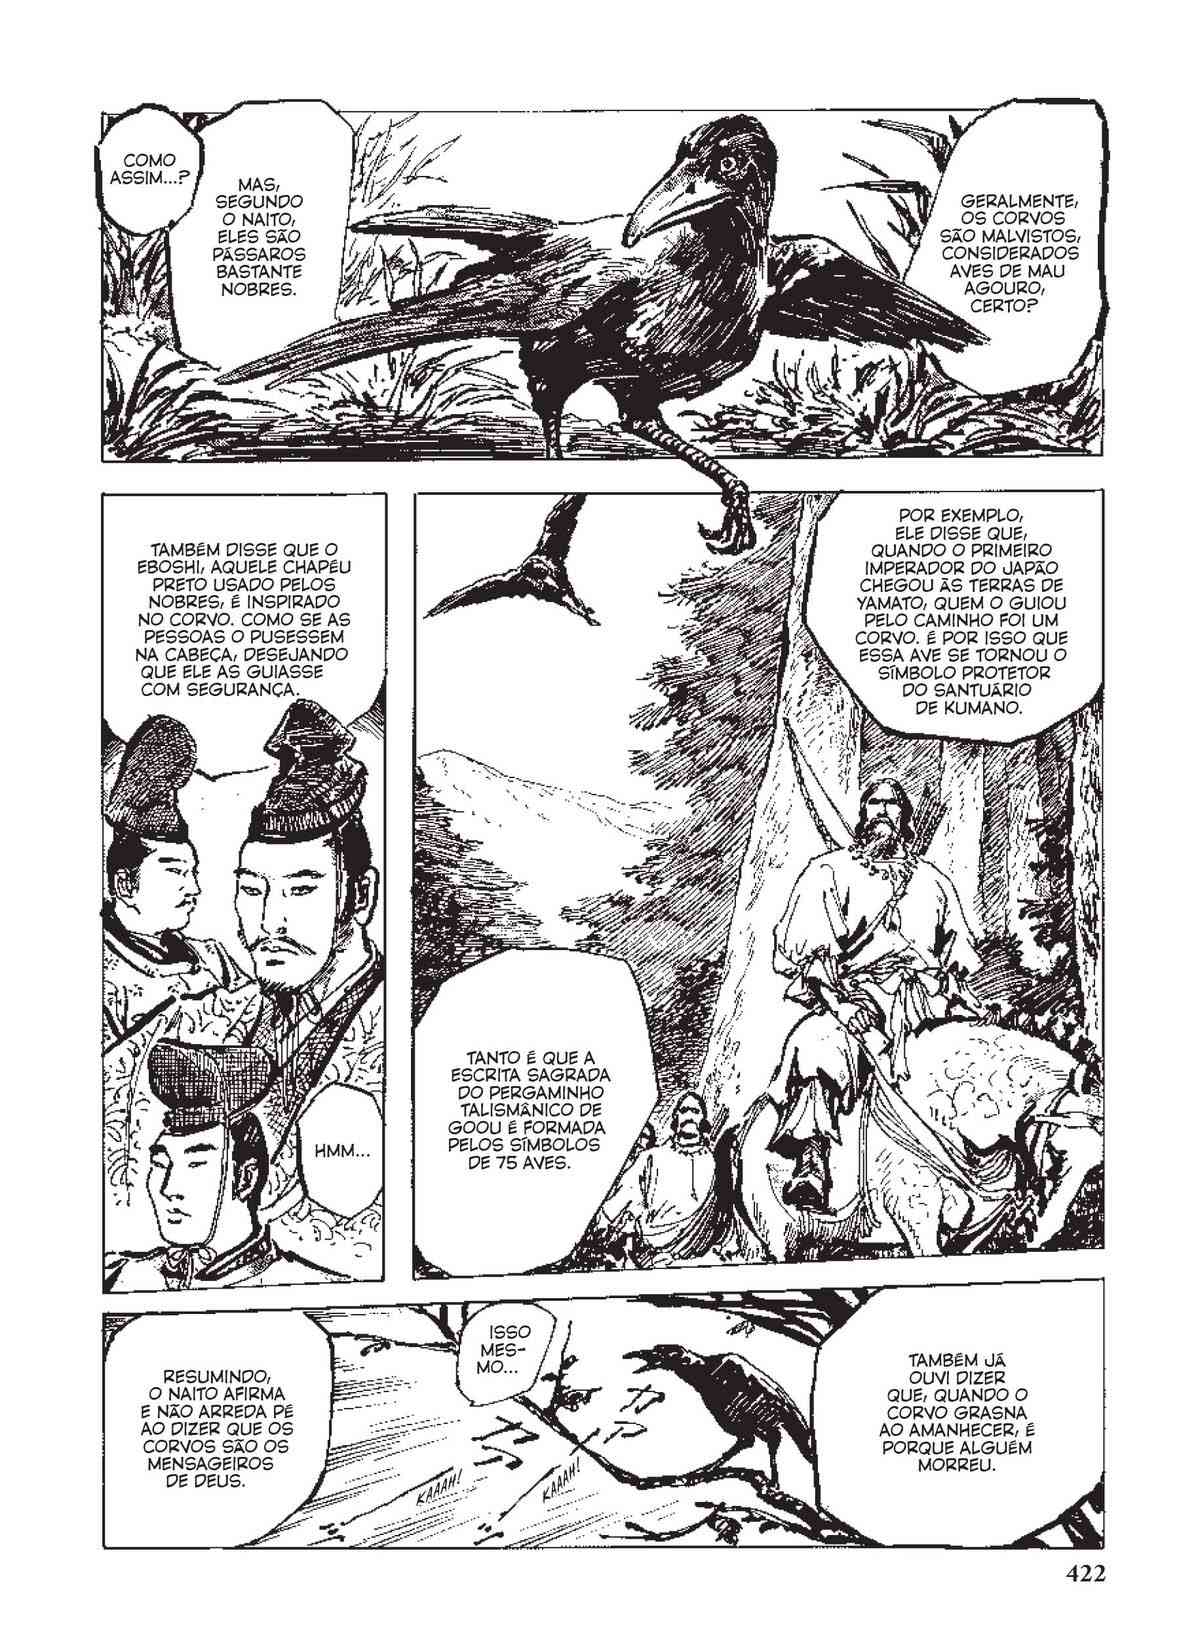 GERALMENTE,
OS CORVOS
SÃO MALVISTOS,
CONSIDERADOS
AVES DE MAU
AGOURO,
CERTO?
MAS,
SEGUNDO
O NAITO,
ELES SÃO
PÁSSAROS
BASTANTE
NOBRES.
COMO
ASSIM...?
POR EXEMPLO,
ELE DISSE QUE,
QUANDO O PRIMEIRO
IMPERADOR DO JAPÃO
CHEGOU ÀS TERRAS DE
YAMATO, QUEM O GUIOU
PELO CAMINHO FOI UM
CORVO. É POR ISSO QUE
ESSA AVE SE TORNOU O
SÍMBOLO PROTETOR
DO SANTUÁRIO
DE KUMANO.
TANTO É QUE A
ESCRITA SAGRADA
DO PERGAMINHO
TALISMÂNICO DE
GOOU É FORMADA
PELOS SÍMBOLOS
DE 75 AVES.
TAMBÉM DISSE QUE O
EBOSHI, AQUELE CHAPÉU
PRETO USADO PELOS
NOBRES, É INSPIRADO
NO CORVO. COMO SE AS
PESSOAS O PUSESSEM
NA CABEÇA, DESEJANDO
QUE ELE AS GUIASSE
COM SEGURANÇA.
HMM...
TAMBÉM JÁ
OUVI DIZER
QUE, QUANDO O
CORVO GRASNA
AO AMANHECER, É
PORQUE ALGUÉM
MORREU.
ISSO
MES-
MO...
カァ
カァ
KAAAH!
KAAAH!
RESUMINDO,
O NAITO AFIRMA
E NÃO ARREDA PÉ
AO DIZER QUE OS
CORVOS SÃO OS
MENSAGEIROS
DE DEUS.
422